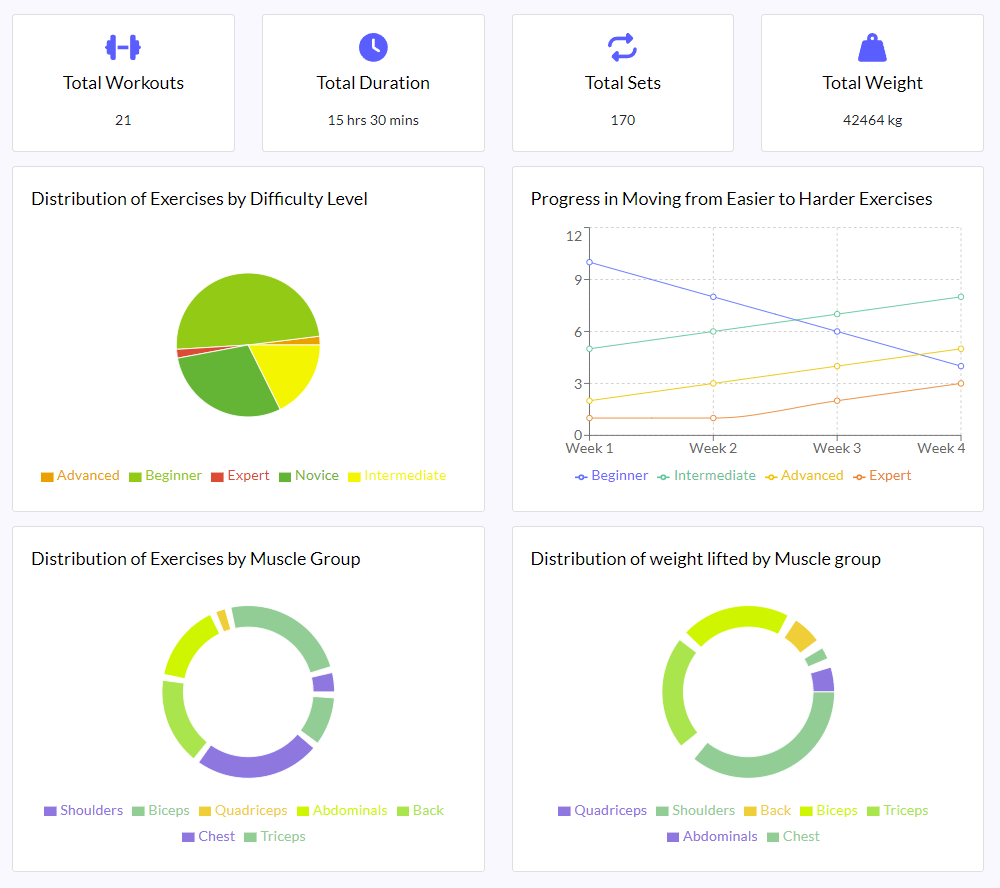 Total Workouts
21
Total Duration
15 hrs 30 mins
Total Sets
170
Total Weight
42464 kg
Distribution of Exercises by Difficulty Level
Advanced Beginner Expert Novice Intermediate
Progress in Moving from Easier to Harder Exercises
12
9
6
3
0
Week 1 Week 2 Week 3 Week 4
Beginner Intermediate Advanced Expert
Distribution of Exercises by Muscle Group
Shoulders Biceps Quadriceps Abdominals Back
Chest Triceps
Distribution of weight lifted by Muscle group
Quadriceps Shoulders Back Biceps Triceps
Abdominals Chest